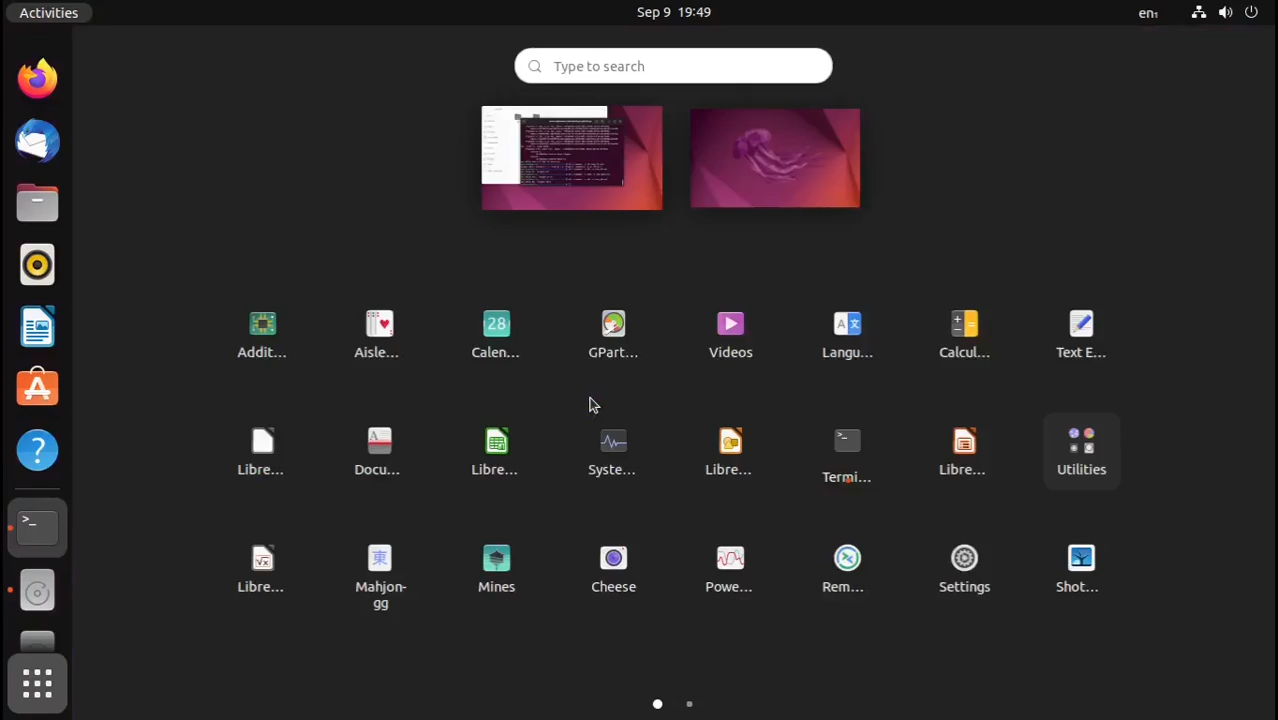 Activities
Sep 9 19:49
en₁
Type to search
28
Addit...
Aisle...
Calen...
GPart...
Videos
Langu...
Calcul...
Text E...
Libre...
Docu...
Libre...
Syste...
Libre...
Termi...
Libre...
Utilities
Libre...
Mahjon-
gg
Mines
Cheese
Powe...
Rem...
Settings
Shot...